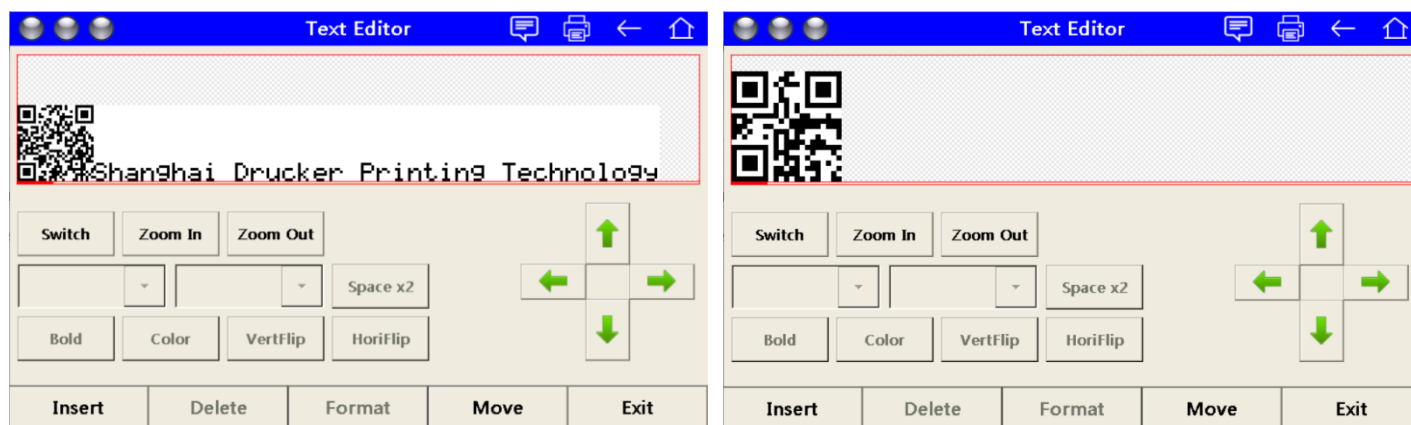 Text Editor
Shanghai Drucker Printing Technology
Switch
Zoom In
Zoom Out
Space x2
Bold
Color
VertFlip
HoriFlip
Insert
Delete
Format
Move
Exit
Text Editor
Switch
Zoom In
Zoom Out
Space x2
Bold
Color
VertFlip
HoriFlip
Insert
Delete
Format
Move
Exit